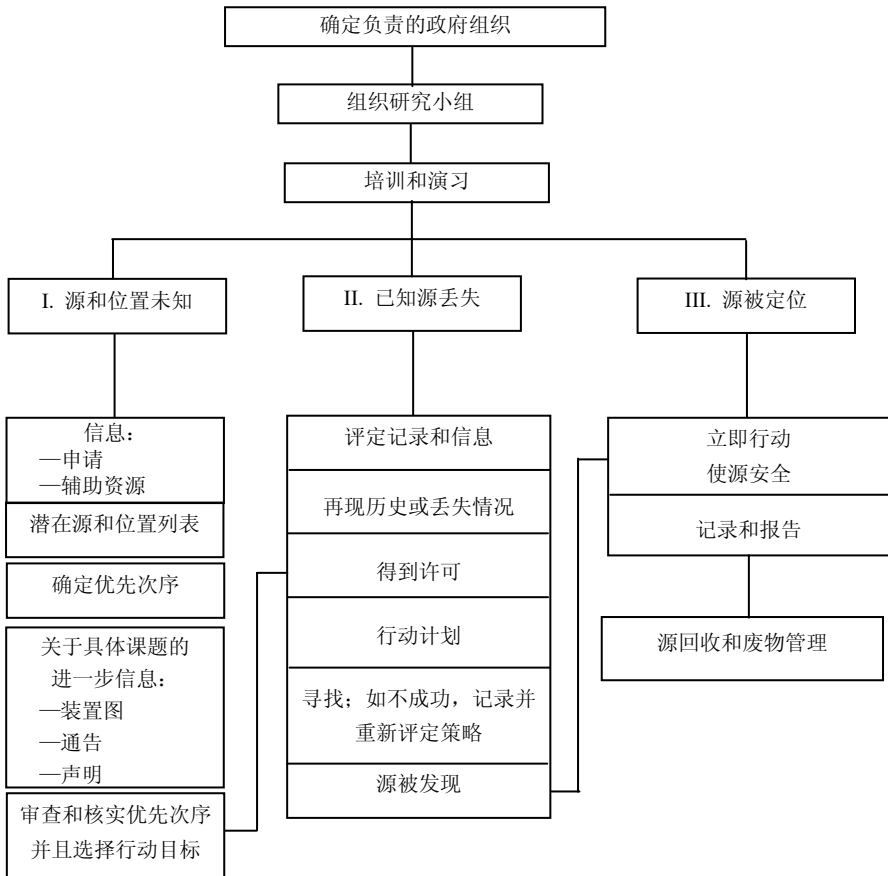 确定负责的政府组织
组织研究小组
培训和演习
I. 源和位置未知
II. 已知源丢失
III. 源被定位
信息：
—申请
—辅助资源
潜在源和位置列表
确定优先次序
关于具体课题的
进一步信息：
—装置图
—通告
—声明
审查和核实优先次序
并且选择行动目标
评定记录和信息
再现历史或丢失情况
得到许可
行动计划
寻找；如不成功，记录并
重新评定策略
源被发现
立即行动
使源安全
记录和报告
源回收和废物管理